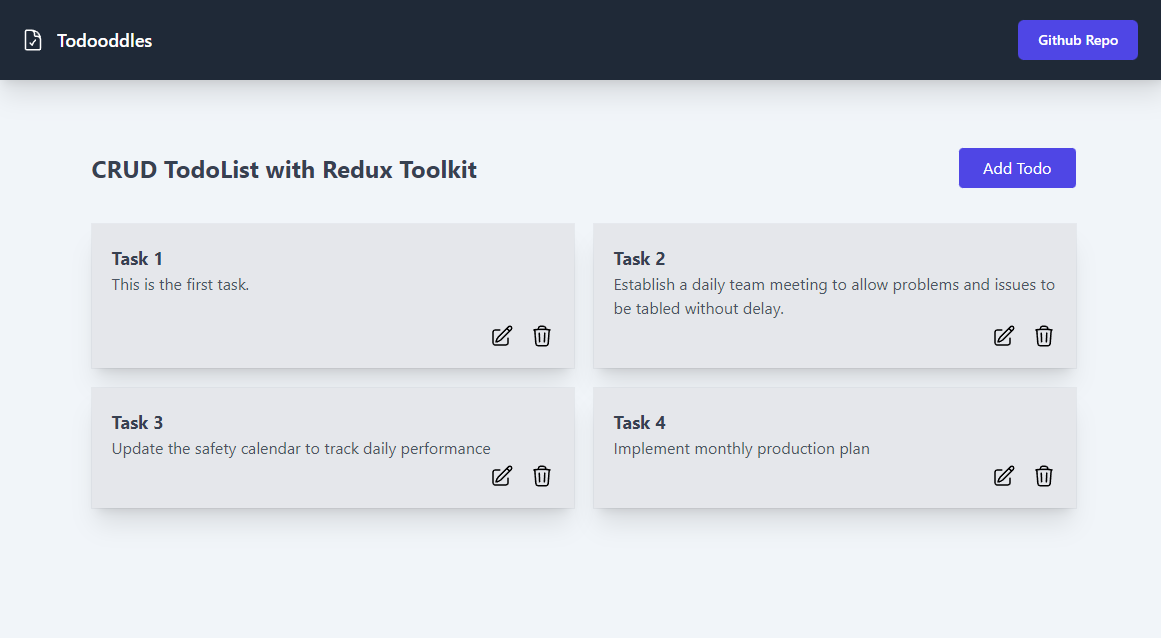 Todooddles
Github Repo
CRUD TodoList with Redux Toolkit
Add Todo
Task 1
This is the first task.
Task 2
Establish a daily team meeting to allow problems and issues to
be tabled without delay.
Task 3
Update the safety calendar to track daily performance
Task 4
Implement monthly production plan